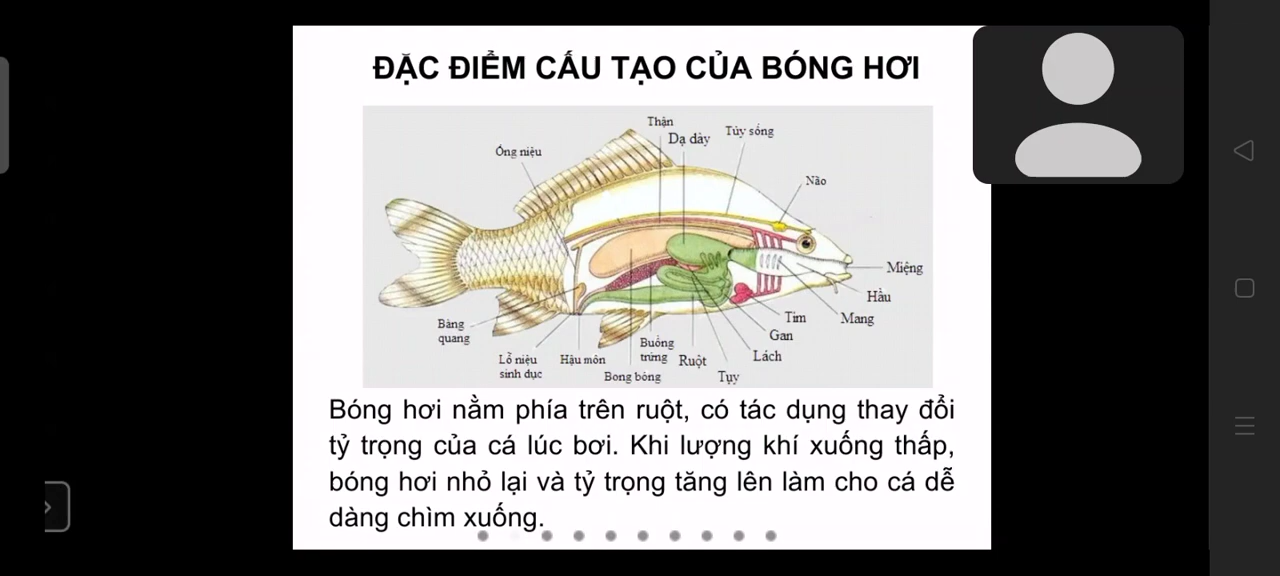 ĐẶC ĐIỂM CẤU TẠO CỦA BÓNG HƠI
Thận
Dạ dày
Tủy sống
Ống niệu
Não
Miệng
Hầu
Mang
Tim
Gan
Lách
Tụy
Ruột
Buồng
trứng
Bong bóng
Hậu môn
Lỗ niệu
sinh dục
Bàng
quang
Bóng hơi nằm phía trên ruột, có tác dụng thay đổi
tỷ trọng của cá lúc bơi. Khi lượng khí xuống thấp,
bóng hơi nhỏ lại và tỷ trọng tăng lên làm cho cá dễ
dàng chìm xuống.